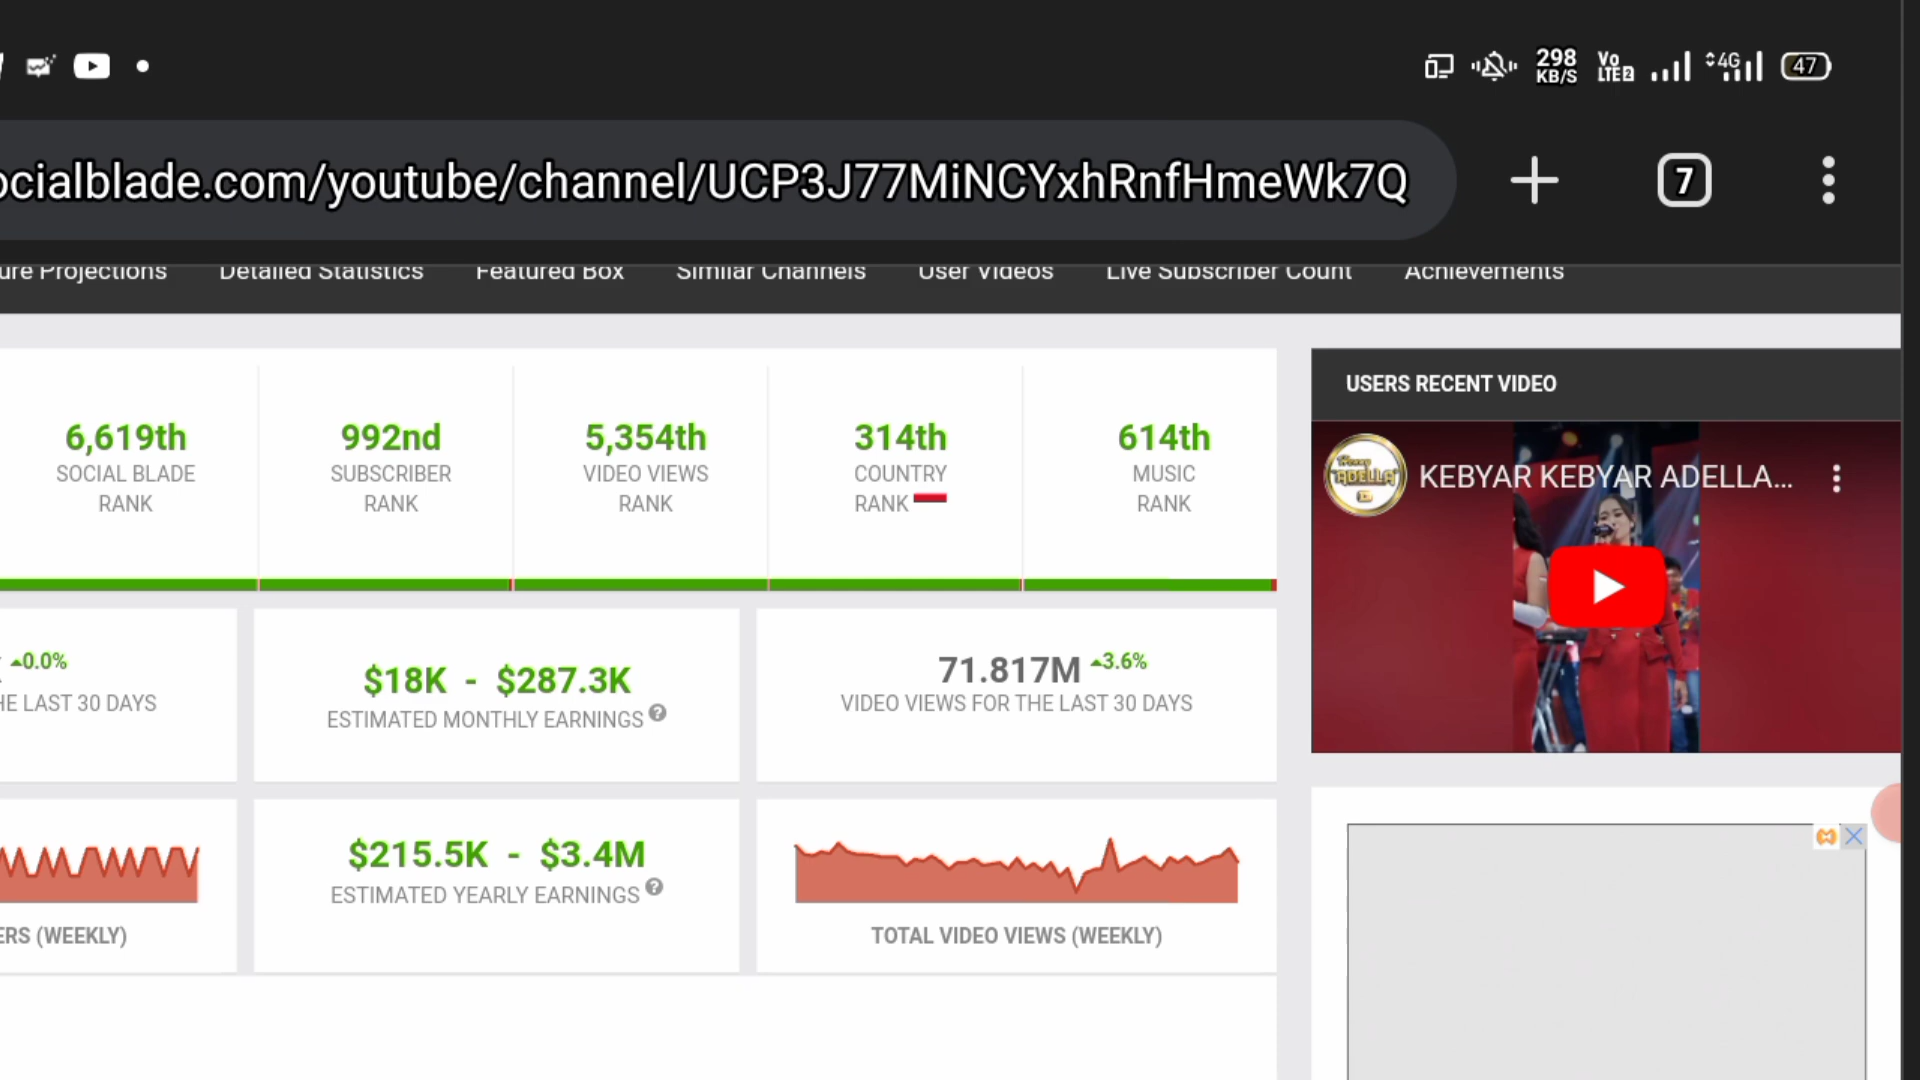 298
KB/S
Vo
LTE2
4G
47
ocialblade.com/youtube/channel/UCP3J77MiNCYxhRnfHmeWk7Q
7
ure Projections
Detailed Statistics
Featured Box
Similar Channels
User Videos
Live Subscriber Count
Achievements
6,619th
SOCIAL BLADE
RANK
992nd
SUBSCRIBER
RANK
5,354th
VIDEO VIEWS
RANK
314th
COUNTRY
RANK
614th
MUSIC
RANK
USERS RECENT VIDEO
ADELLA
KEBYAR KEBYAR ADELLA...
0.0%
HE LAST 30 DAYS
$18K - $287.3K
ESTIMATED MONTHLY EARNINGS ?
71.817M 3.6%
VIDEO VIEWS FOR THE LAST 30 DAYS
ERS (WEEKLY)
$215.5K - $3.4M
ESTIMATED YEARLY EARNINGS ?
TOTAL VIDEO VIEWS (WEEKLY)